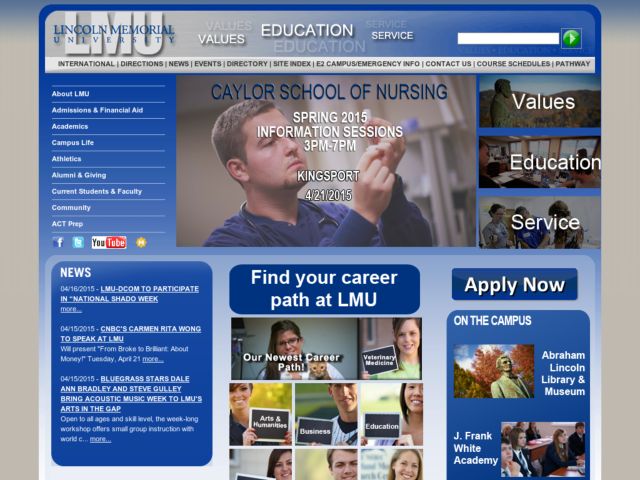 LMU
LINCOLN MEMORIAL
UNIVERSITY
VALUES
VALUES
EDUCATION
EDUCATION
SERVICE
SERVICE
INTERNATIONAL | DIRECTIONS | NEWS | EVENTS | DIRECTORY | SITE INDEX | E2 CAMPUS/EMERGENCY INFO | CONTACT US | COURSE SCHEDULES | PATHWAY
About LMU
Admissions & Financial Aid
Academics
Campus Life
Athletics
Alumni & Giving
Current Students & Faculty
Community
ACT Prep
You Tube
CAYLOR SCHOOL OF NURSING
SPRING 2015
INFORMATION SESSIONS
3PM-7PM
KINGSPORT
4/21/2015
Values
Education
Service
NEWS
04/16/2015 - LMU-DCOM TO PARTICIPATE
IN "NATIONAL SHADO WEEK
more...
04/15/2015 - CNBC'S CARMEN RITA WONG
TO SPEAK AT LMU
Will present "From Broke to Brilliant: About
Money!" Tuesday, April 21 more...
04/15/2015 - BLUEGRASS STARS DALE
ANN BRADLEY AND STEVE GULLEY
BRING ACOUSTIC MUSIC WEEK TO LMU'S
ARTS IN THE GAP
Open to all ages and skill level, the week-long
workshop offers small group instruction with
world c... more...
Find your career
path at LMU
Our Newest Career
Path!
Veterinary
Medicine
Arts &
Humanities
Business
Education
Apply Now
ON THE CAMPUS
Abraham
Lincoln
Library &
Museum
J. Frank
White
Academy